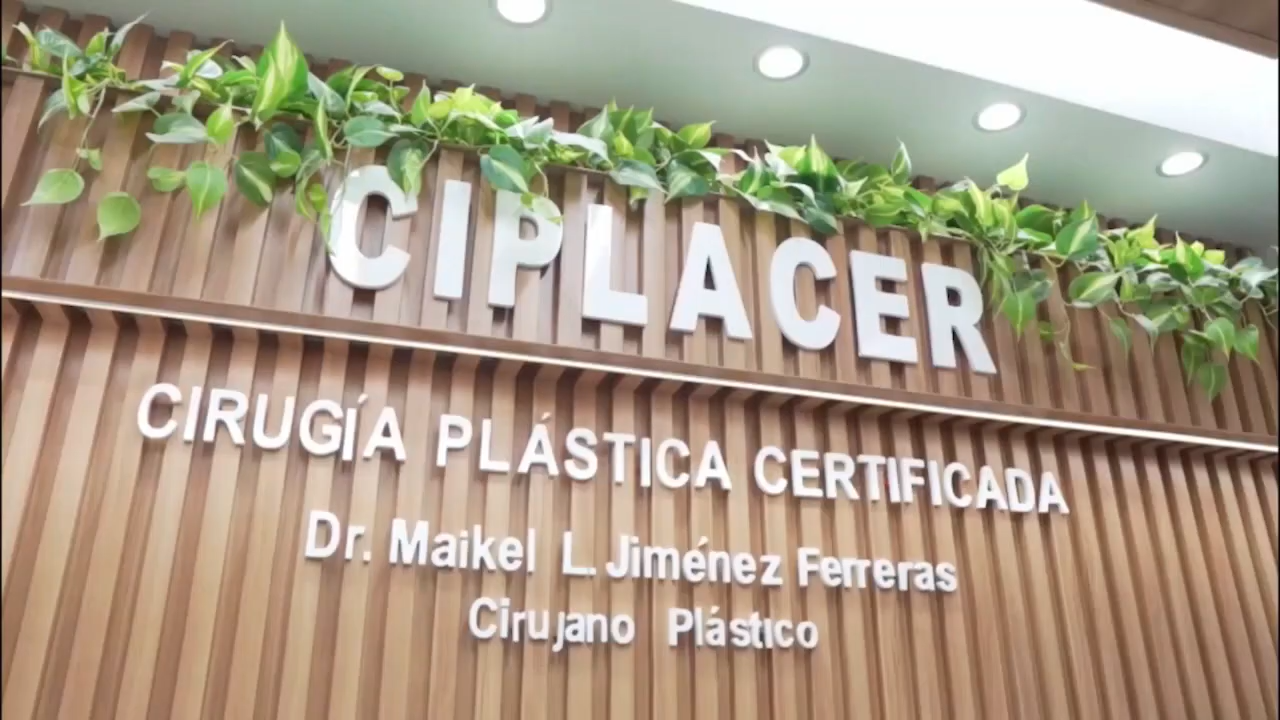 CIPLACER
CIRUGÍA PLÁSTICA CERTIFICADA
Dr. Maikel L. Jiménez Ferreras
Cirujano Plástico